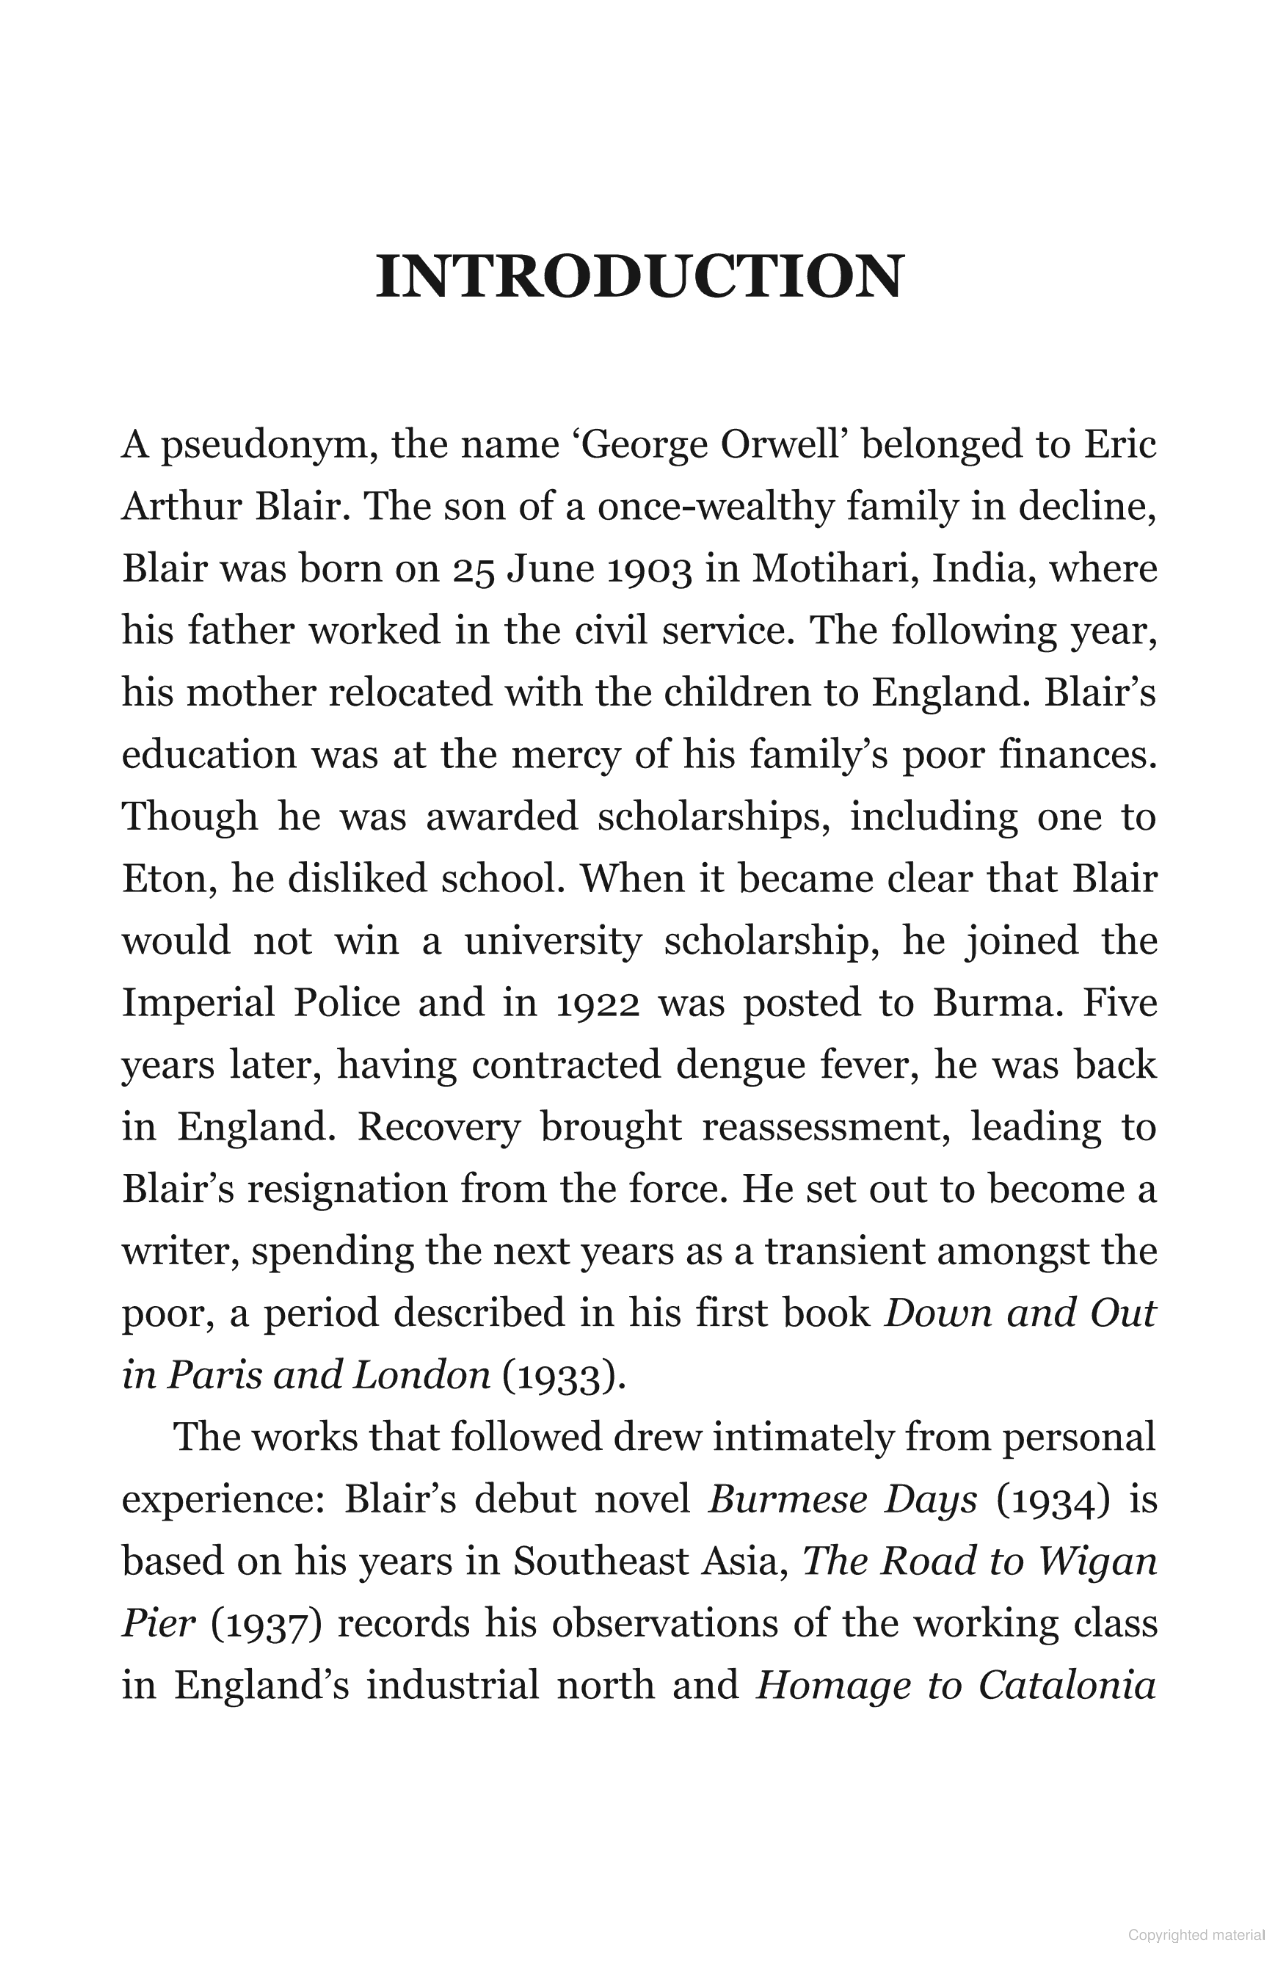 INTRODUCTION
A pseudonym, the name ‘George Orwell’ belonged to Eric
Arthur Blair. The son of a once-wealthy family in decline,
Blair was born on 25 June 1903 in Motihari, India, where
his father worked in the civil service. The following year,
his mother relocated with the children to England. Blair’s
education was at the mercy of his family’s poor finances.
Though he was awarded scholarships, including one to
Eton, he disliked school. When it became clear that Blair
would not win a university scholarship, he joined the
Imperial Police and in 1922 was posted to Burma. Five
years later, having contracted dengue fever, he was back
in England. Recovery brought reassessment, leading to
Blair’s resignation from the force. He set out to become a
writer, spending the next years as a transient amongst the
poor, a period described in his first book Down and Out
in Paris and London (1933).
The works that followed drew intimately from personal
experience: Blair’s debut novel Burmese Days (1934) is
based on his years in Southeast Asia, The Road to Wigan
Pier (1937) records his observations of the working class
in England’s industrial north and Homage to Catalonia
Copyrighted material